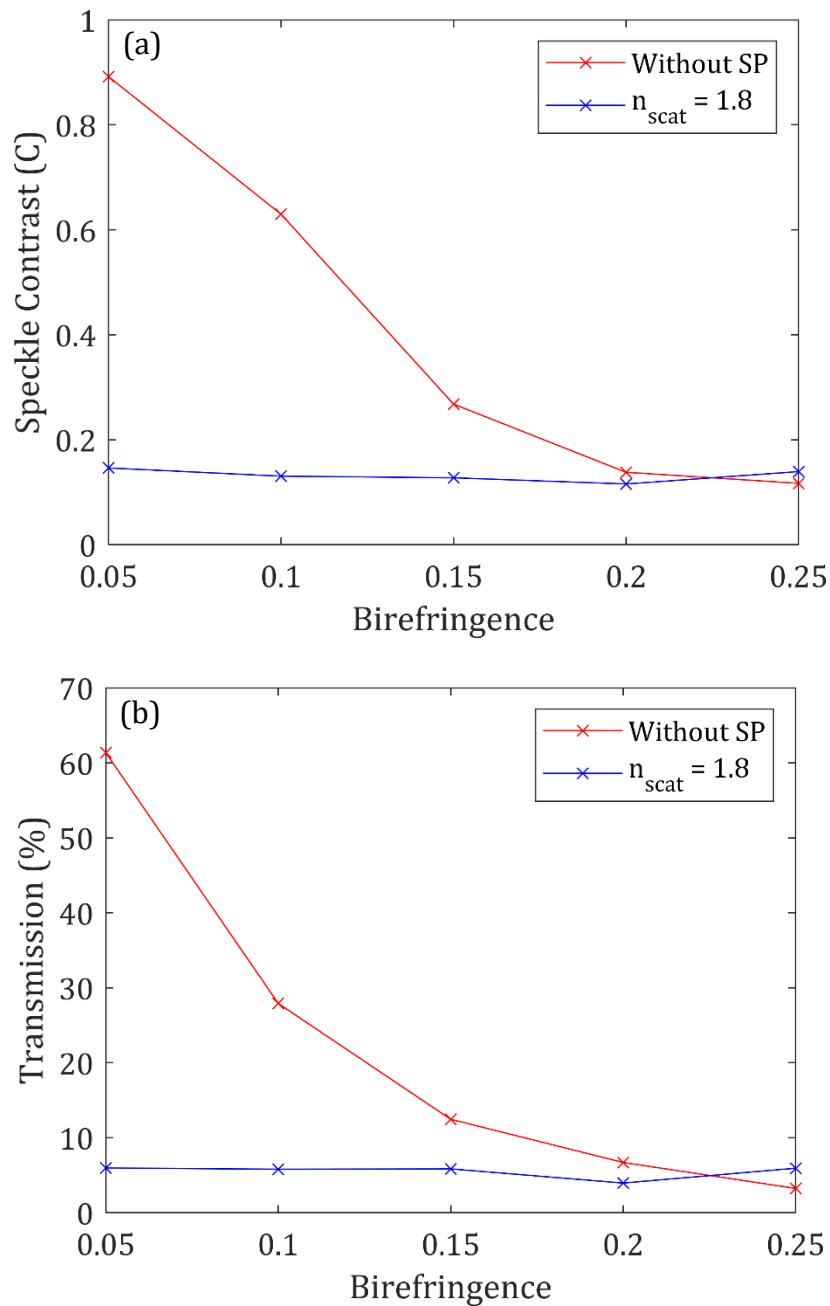 (a)
Without SP
n_scat = 1.8
1
0.8
0.6
0.4
0.2
0
Speckle Contrast (C)
0.05 0.1 0.15 0.2 0.25
Birefringence
(b)
Without SP
n_scat = 1.8
70
60
50
40
30
20
10
0
Transmission (%)
0.05 0.1 0.15 0.2 0.25
Birefringence